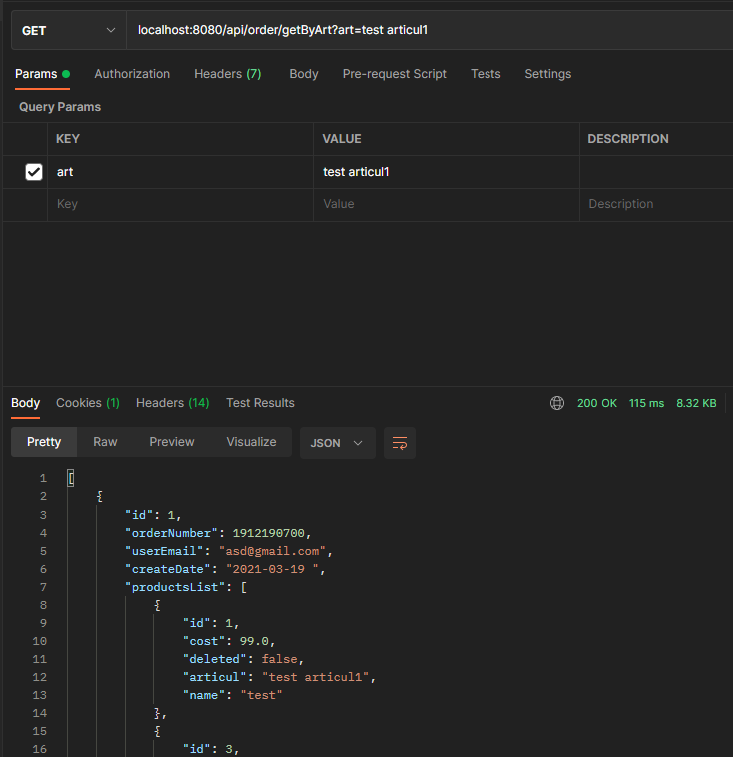 GET localhost:8080/api/order/getByArt?art=test articul1
Params Authorization Headers (7) Body Pre-request Script Tests Settings
Query Params
KEY VALUE DESCRIPTION
art test articul1
Key Value Description
Body Cookies (1) Headers (14) Test Results 200 OK 115 ms 8.32 KB
Pretty Raw Preview Visualize JSON
1 [
2 {
3 "id": 1,
4 "orderNumber": 1912190700,
5 "userEmail": "asd@gmail.com",
6 "createDate": "2021-03-19 ",
7 "productsList": [
8 {
9 "id": 1,
10 "cost": 99.0,
11 "deleted": false,
12 "articul": "test articul1",
13 "name": "test"
14 },
15 {
16 "id": 3,